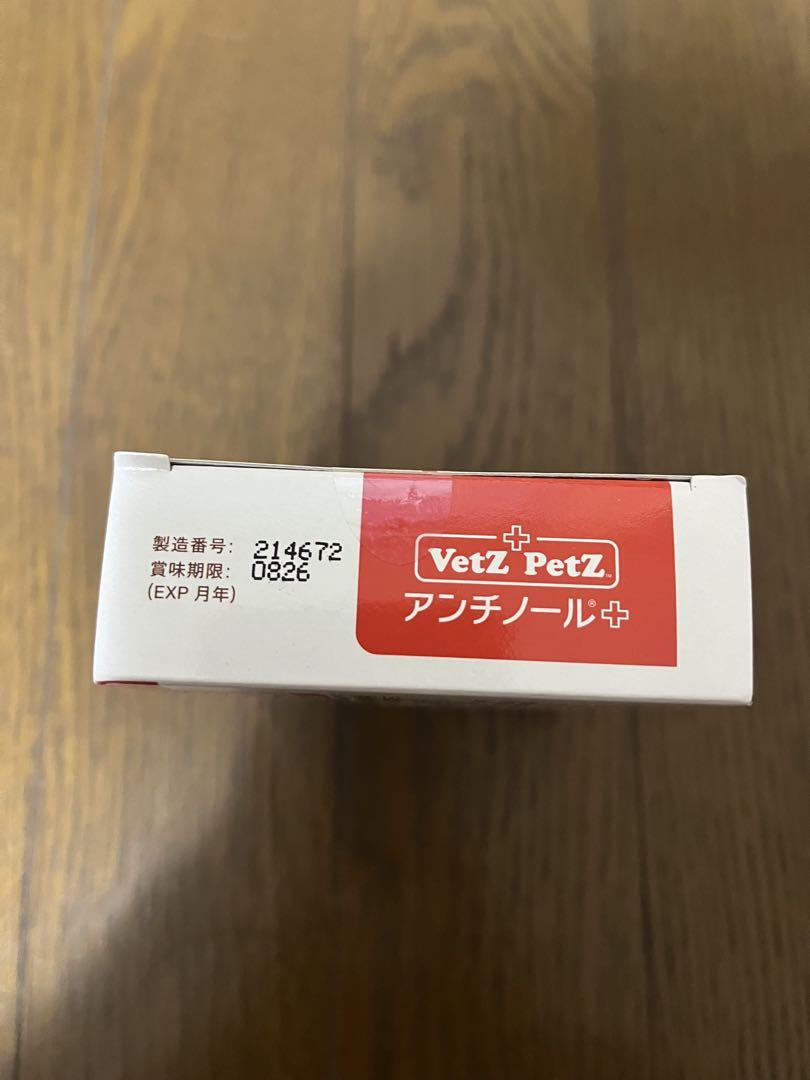 製造番号: 214672
賞味期限: 0826
(EXP 月年)
VetZ PetZ™
アンチノール®+